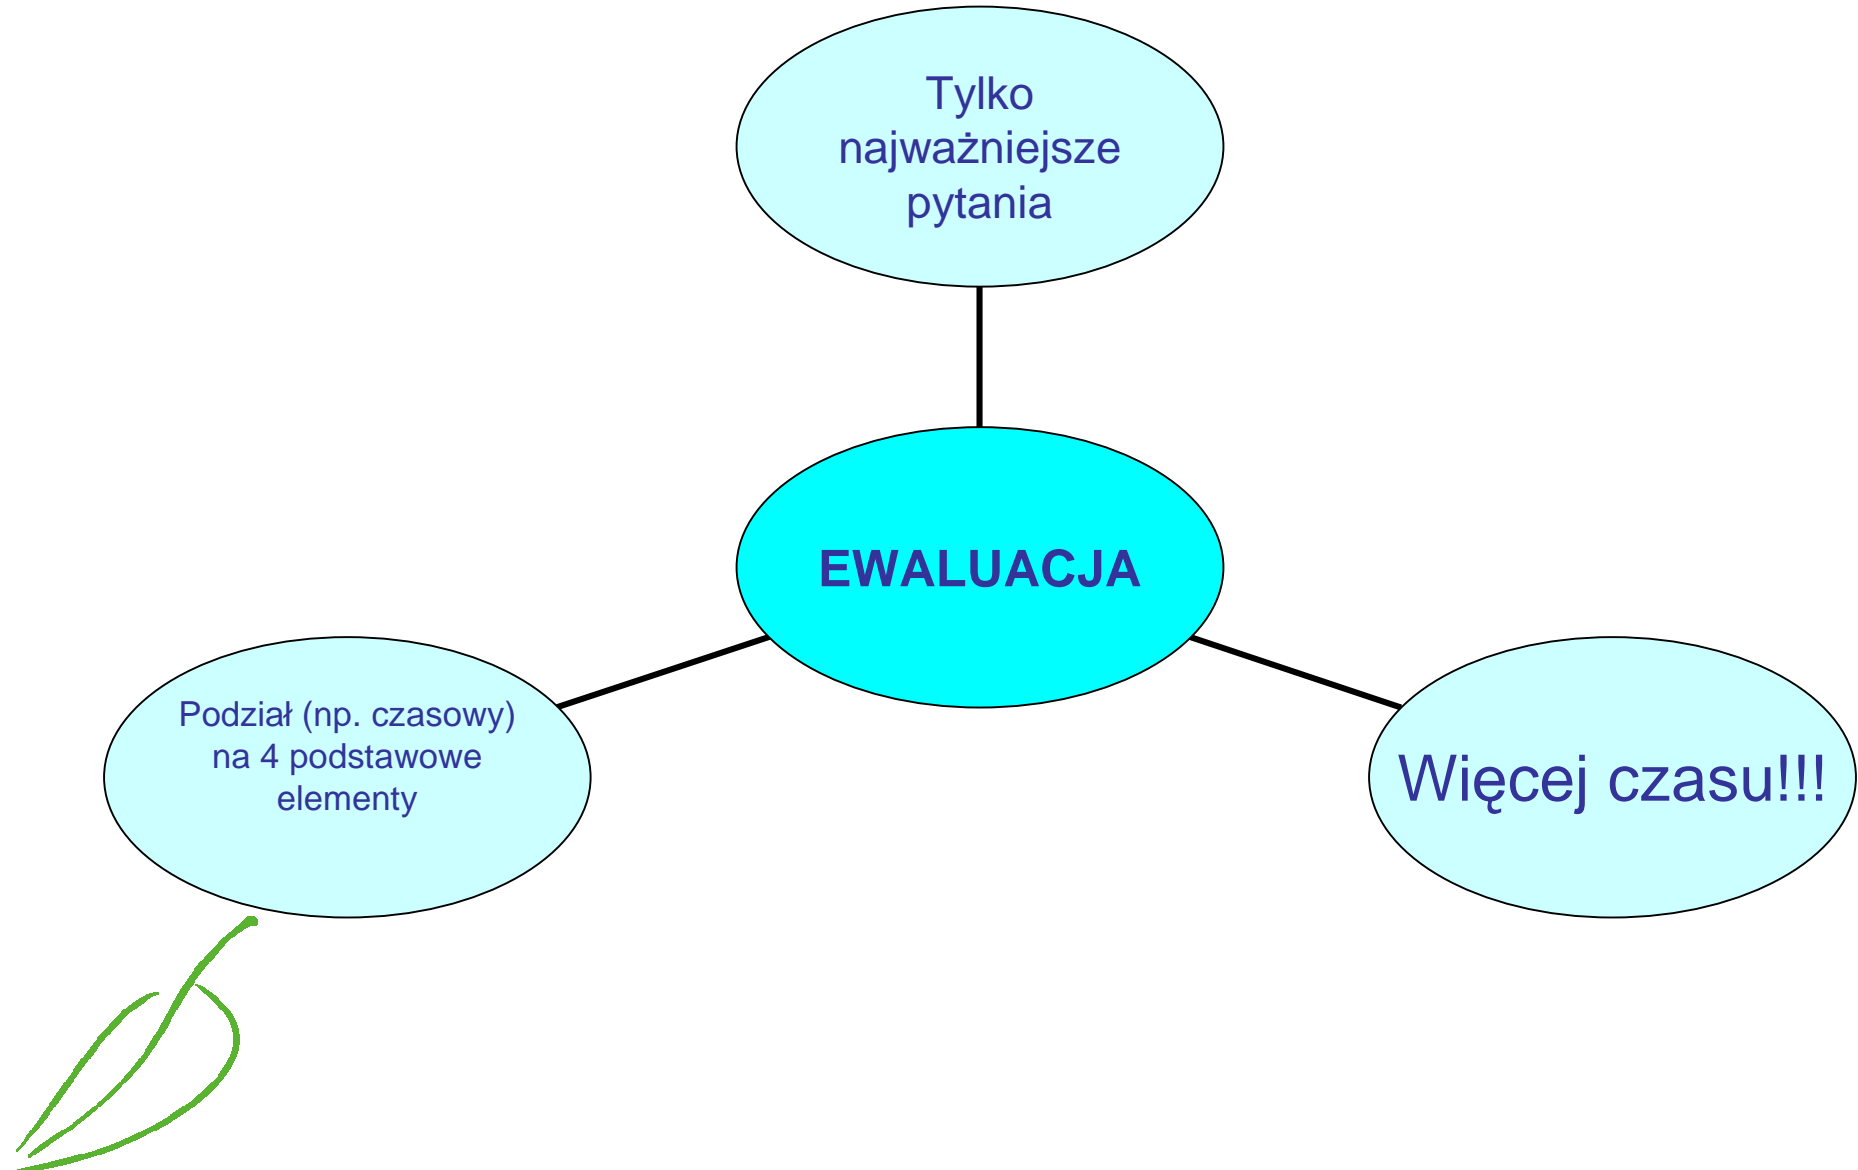 Tylko
najważniejsze
pytania
EWALUACJA
Podział (np. czasowy)
na 4 podstawowe
elementy
Więcej czasu!!!